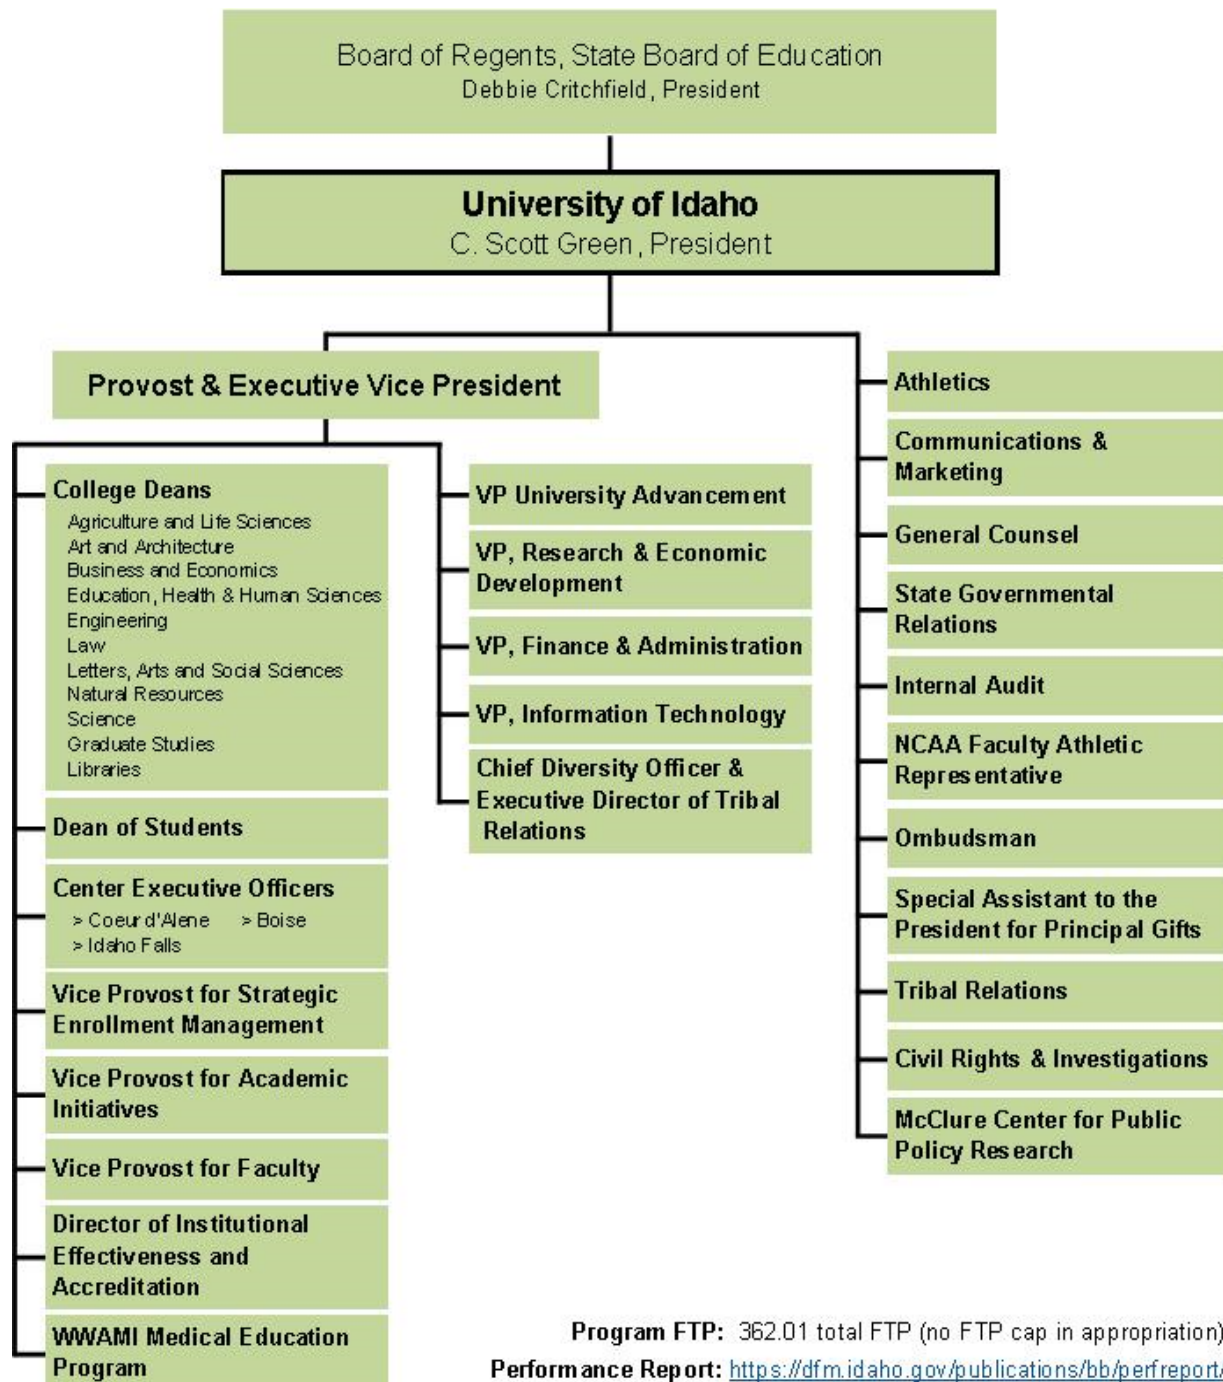 Board of Regents, State Board of Education
Debbie Critchfield, President
University of Idaho
C. Scott Green, President
Provost & Executive Vice President
College Deans
Agriculture and Life Sciences
Art and Architecture
Business and Economics
Education, Health & Human Sciences
Engineering
Law
Letters, Arts and Social Sciences
Natural Resources
Science
Graduate Studies
Libraries
Dean of Students
Center Executive Officers
> Coeur d'Alene > Boise
> Idaho Falls
Vice Provost for Strategic
Enrollment Management
Vice Provost for Academic
Initiatives
Vice Provost for Faculty
Director of Institutional
Effectiveness and
Accreditation
WWAMI Medical Education
Program
VP University Advancement
VP, Research & Economic
Development
VP, Finance & Administration
VP, Information Technology
Chief Diversity Officer &
Executive Director of Tribal
Relations
Athletics
Communications &
Marketing
General Counsel
State Governmental
Relations
Internal Audit
NCAA Faculty Athletic
Representative
Ombudsman
Special Assistant to the
President for Principal Gifts
Tribal Relations
Civil Rights & Investigations
McClure Center for Public
Policy Research
Program FTP: 362.01 total FTP (no FTP cap in appropriation)
Performance Report: https://dfm.idaho.gov/publications/bb/perfreport/